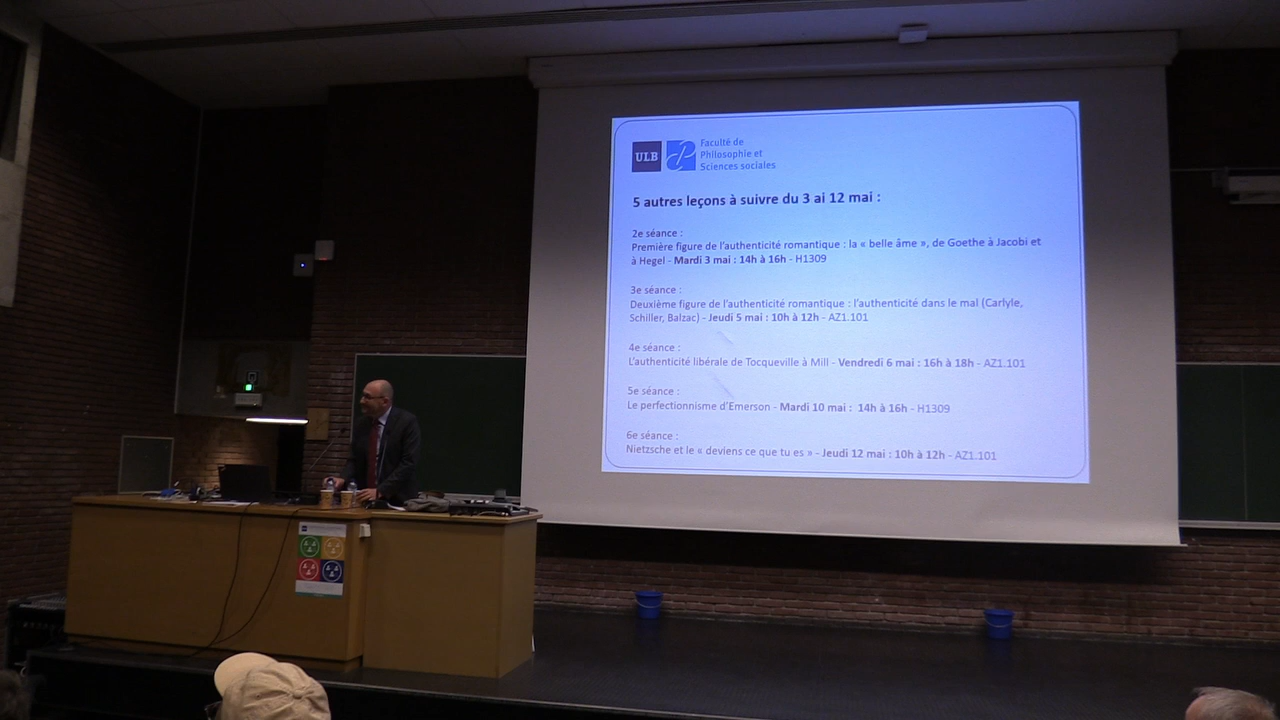 ULB
Faculté de
Philosophie et
Sciences sociales
5 autres leçons à suivre du 3 ai 12 mai :
2e séance :
Première figure de l'authenticité romantique : la « belle âme », de Goethe à Jacobi et
à Hegel - Mardi 3 mai : 14h à 16h - H1309
3e séance :
Deuxième figure de l'authenticité romantique : l'authenticité dans le mal (Carlyle,
Schiller, Balzac) - Jeudi 5 mai : 10h à 12h - AZ1.101
4e séance :
L'authenticité libérale de Tocqueville à Mill - Vendredi 6 mai : 16h à 18h - AZ1.101
5e séance :
Le perfectionnisme d'Emerson - Mardi 10 mai : 14h à 16h - H1309
6e séance :
Nietzsche et le « deviens ce que tu es » - Jeudi 12 mai : 10h à 12h - AZ1.101